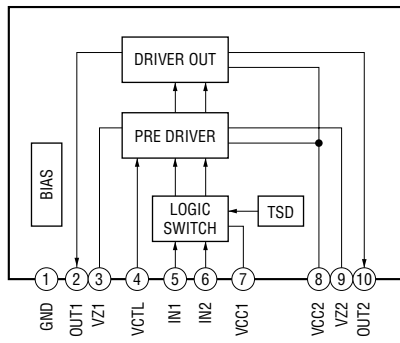 DRIVER OUT
PRE DRIVER
BIAS
LOGIC
SWITCH
TSD
1
2
3
4
5
6
7
8
9
10
GND
OUT1
VZ1
VCTL
IN1
IN2
VCC1
VCC2
VZ2
OUT2